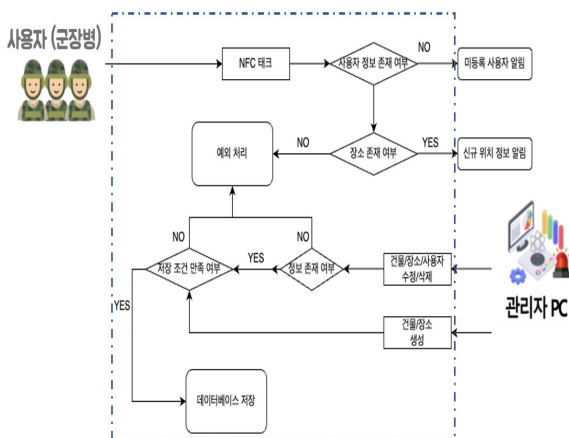 사용자 (군장병)
NFC 태크
사용자 정보 존재 여부
NO
미등록 사용자 알림
예외 처리
NO
장소 존재 여부
YES
신규 위치 정보 알림
NO
NO
저장 조건 만족 여부
YES
정보 존재 여부
건물/장소/사용자
수정/삭제
관리자 PC
YES
건물/장소
생성
데이터베이스 저장